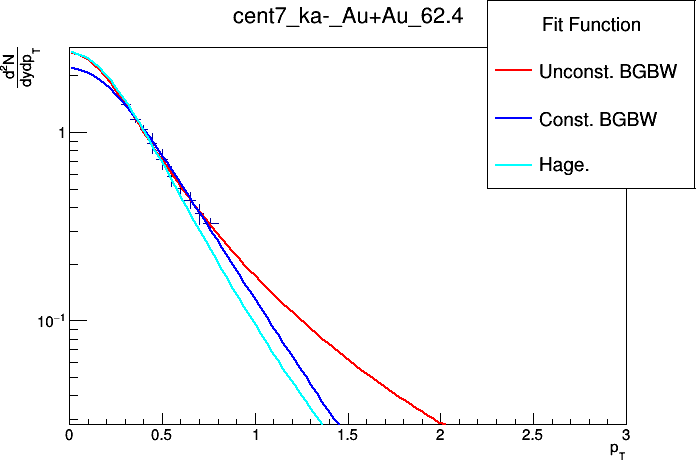 cent7_ka-_Au+Au_62.4
Fit Function
Unconst. BGBW
Const. BGBW
Hage.
d²N
dydp_T
1
10⁻¹
0 0.5 1 1.5 2 2.5 3
p_T